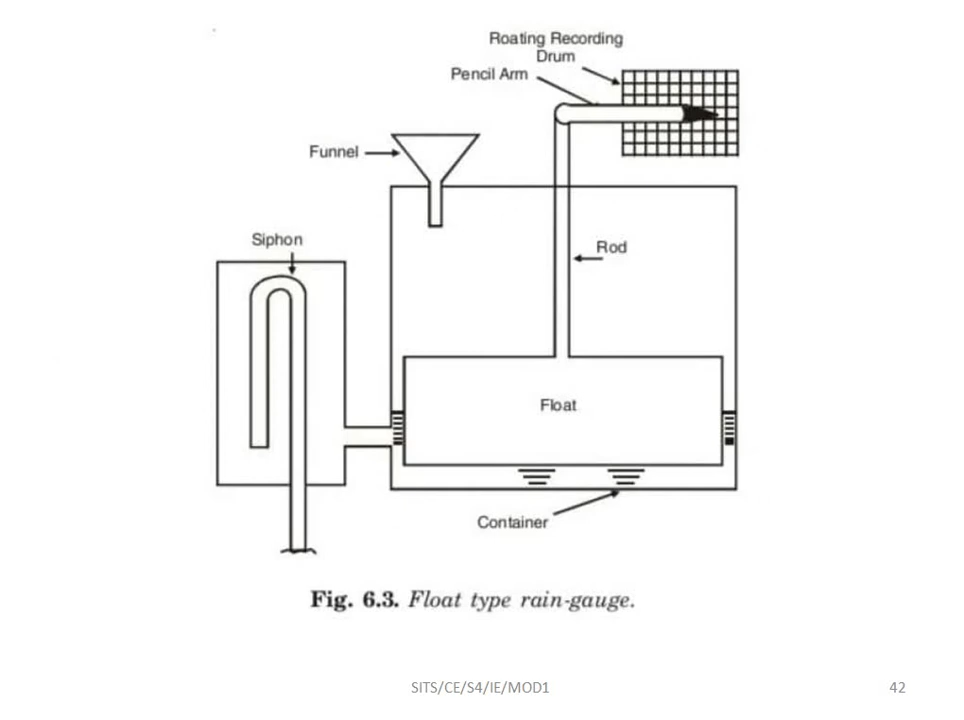 Roating Recording
Drum
Pencil Arm
Funnel
Siphon
Rod
Float
Container
Fig. 6.3. Float type rain-gauge.
SITS/CE/S4/IE/MOD1
42